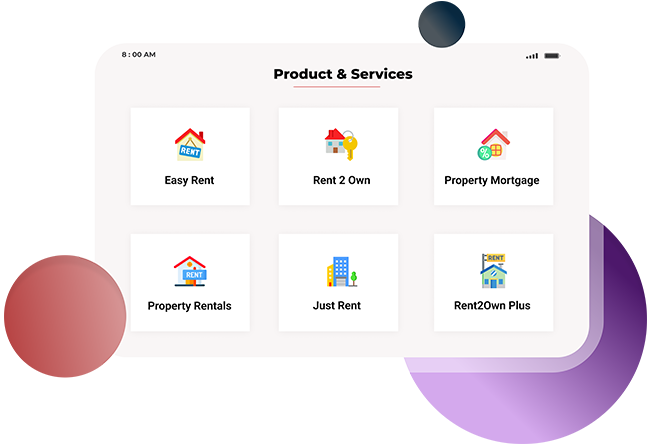 8 : 00 AM
Product & Services
RENT
Easy Rent
Rent 2 Own
%
Property Mortgage
RENT
Property Rentals
Just Rent
RENT
Rent2Own Plus